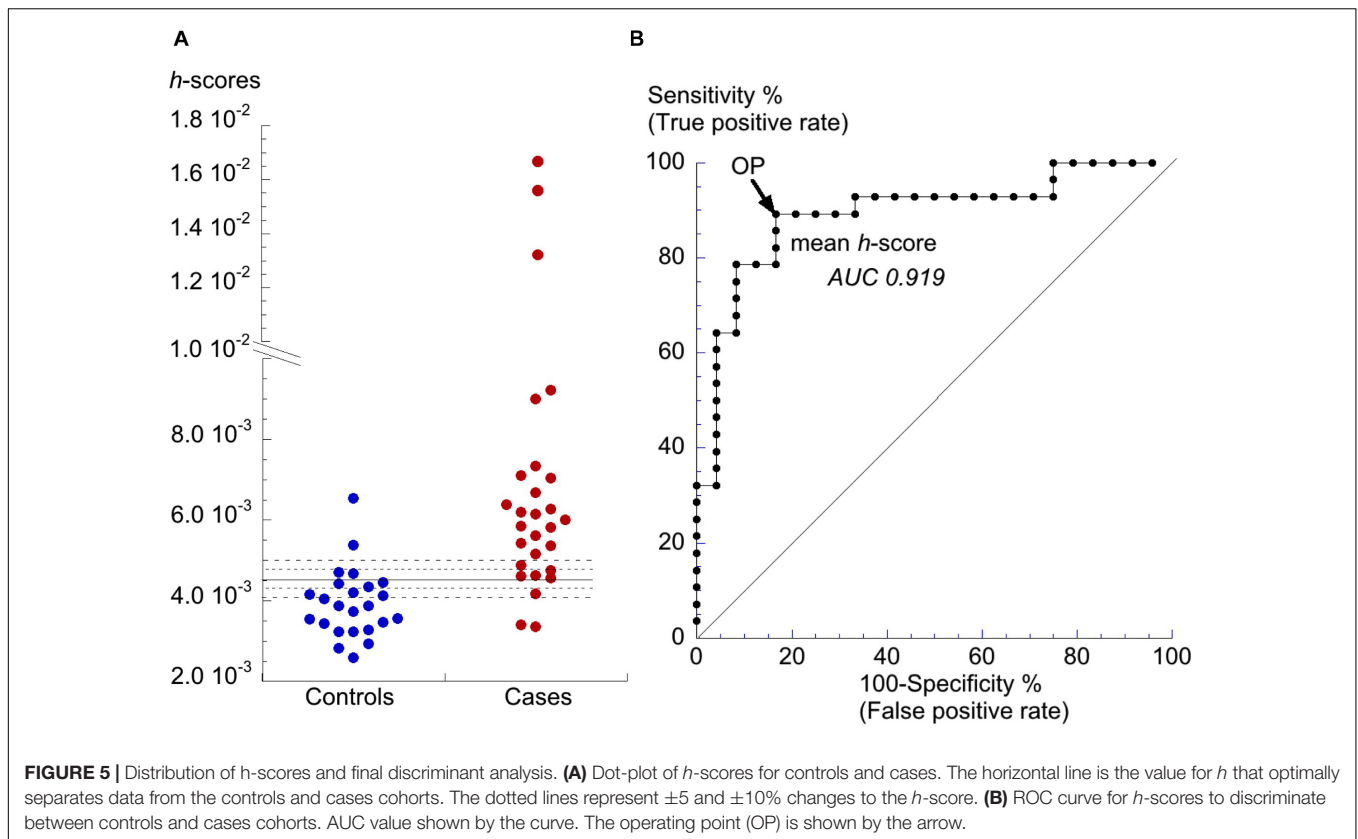 A
h-scores
1.8 10-2
1.6 10-2
1.4 10-2
1.2 10-2
1.0 10-2
8.0 10-3
6.0 10-3
4.0 10-3
2.0 10-3
Controls Cases
B
Sensitivity %
(True positive rate)
100
80
60
40
20
0
OP
mean h-score
AUC 0.919
0 20 40 60 80 100
100-Specificity %
(False positive rate)
FIGURE 5 | Distribution of h-scores and final discriminant analysis. (A) Dot-plot of h-scores for controls and cases. The horizontal line is the value for h that optimally
separates data from the controls and cases cohorts. The dotted lines represent ±5 and ±10% changes to the h-score. (B) ROC curve for h-scores to discriminate
between controls and cases cohorts. AUC value shown by the curve. The operating point (OP) is shown by the arrow.